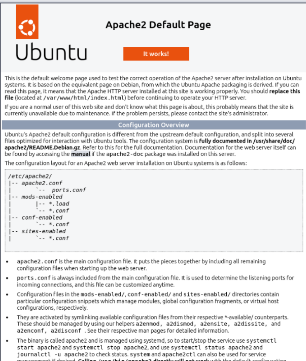 Apache2 Default Page
Ubuntu
It works!
This is the default welcome page used to test the correct operation of the Apache2 server after installation on Ubuntu
systems. It is based on the equivalent page on Debian, from which the Ubuntu Apache packaging is derived. If you can
read this page, it means that the Apache HTTP server installed at this site is working properly. You should replace this
file (located at /var/www/html/index.html) before continuing to operate your HTTP server.
If you are a normal user of this web site and don't know what this page is about, this probably means that the site is
currently unavailable due to maintenance. If the problem persists, please contact the site's administrator.
Configuration Overview
Ubuntu's Apache2 default configuration is different from the upstream default configuration, and split into several
files optimized for interaction with Ubuntu tools. The configuration system is fully documented in /usr/share/doc/
apache2/README.Debian.gz. Refer to this for the full documentation. Documentation for the web server itself can
be found by accessing the manual if the apache2-doc package was installed on this server.
The configuration layout for an Apache2 web server installation on Ubuntu systems is as follows:
/etc/apache2/
|-- apache2.conf
|   `-- ports.conf
|-- mods-enabled
|   |-- *.load
|   `-- *.conf
|-- conf-enabled
|   `-- *.conf
|-- sites-enabled
|   `-- *.conf
• apache2.conf is the main configuration file. It puts the pieces together by including all remaining
configuration files when starting up the web server.
• ports.conf is always included from the main configuration file. It is used to determine the listening ports for
incoming connections, and this file can be customized anytime.
• Configuration files in the mods-enabled/, conf-enabled/ and sites-enabled/ directories contain
particular configuration snippets which manage modules, global configuration fragments, or virtual host
configurations, respectively.
• They are activated by symlinking available configuration files from their respective *-available/ counterparts.
These should be managed by using our helpers a2enmod, a2dismod, a2ensite, a2dissite, and
a2enconf, a2disconf . See their respective man pages for detailed information.
• The binary is called apache2 and is managed using systemd, so to start/stop the service use systemctl
start apache2 and systemctl stop apache2, and use systemctl status apache2 and
journalctl -u apache2 to check status. system and apache2ctl can also be used for service